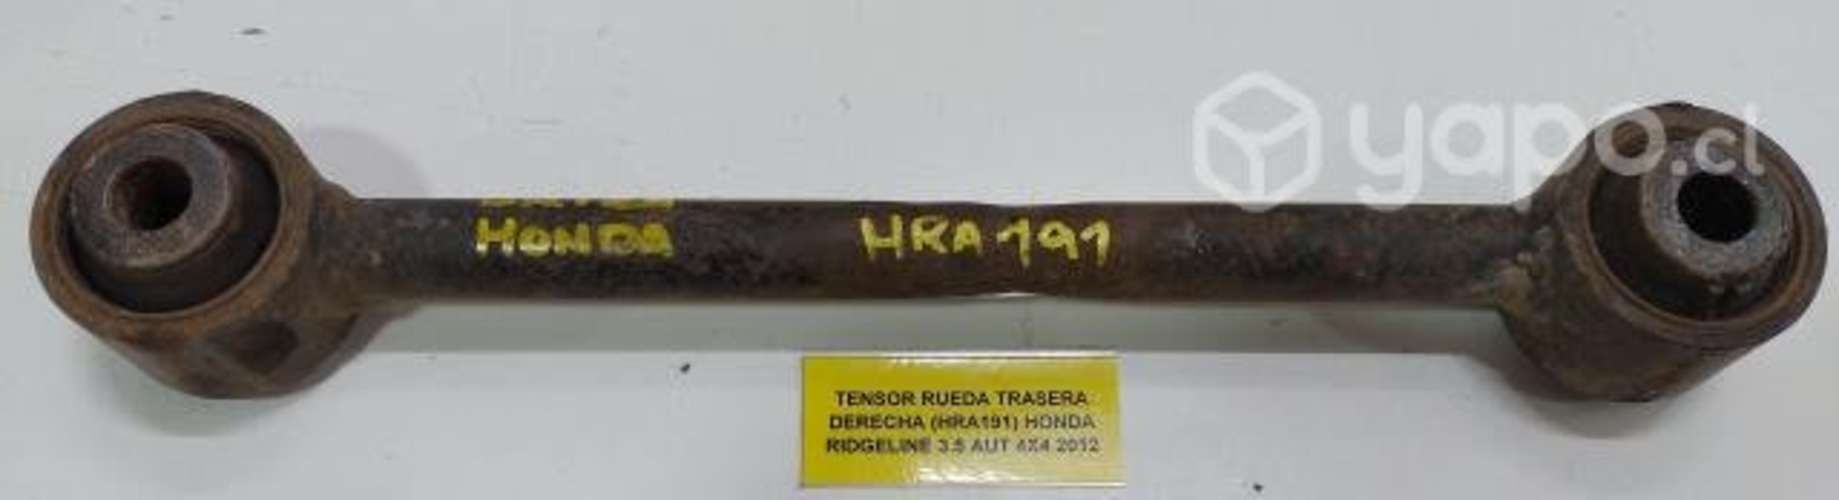 yapo.cl
HONDA
HRA191
TENSOR RUEDA TRASERA
DERECHA (HRA191) HONDA
RIDGELINE 3.5 AUT 4X4 2012